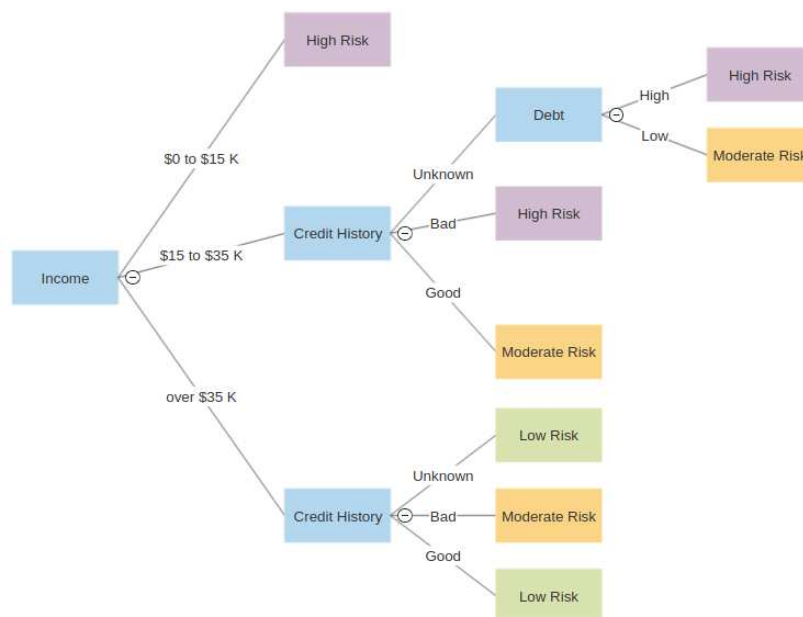 High Risk
High Risk
High
Debt
Low
Moderate Risk
$0 to $15 K
Unknown
High Risk
Bad
Credit History
$15 to $35 K
Income
Good
Moderate Risk
over $35 K
Low Risk
Unknown
Credit History
Bad
Moderate Risk
Good
Low Risk